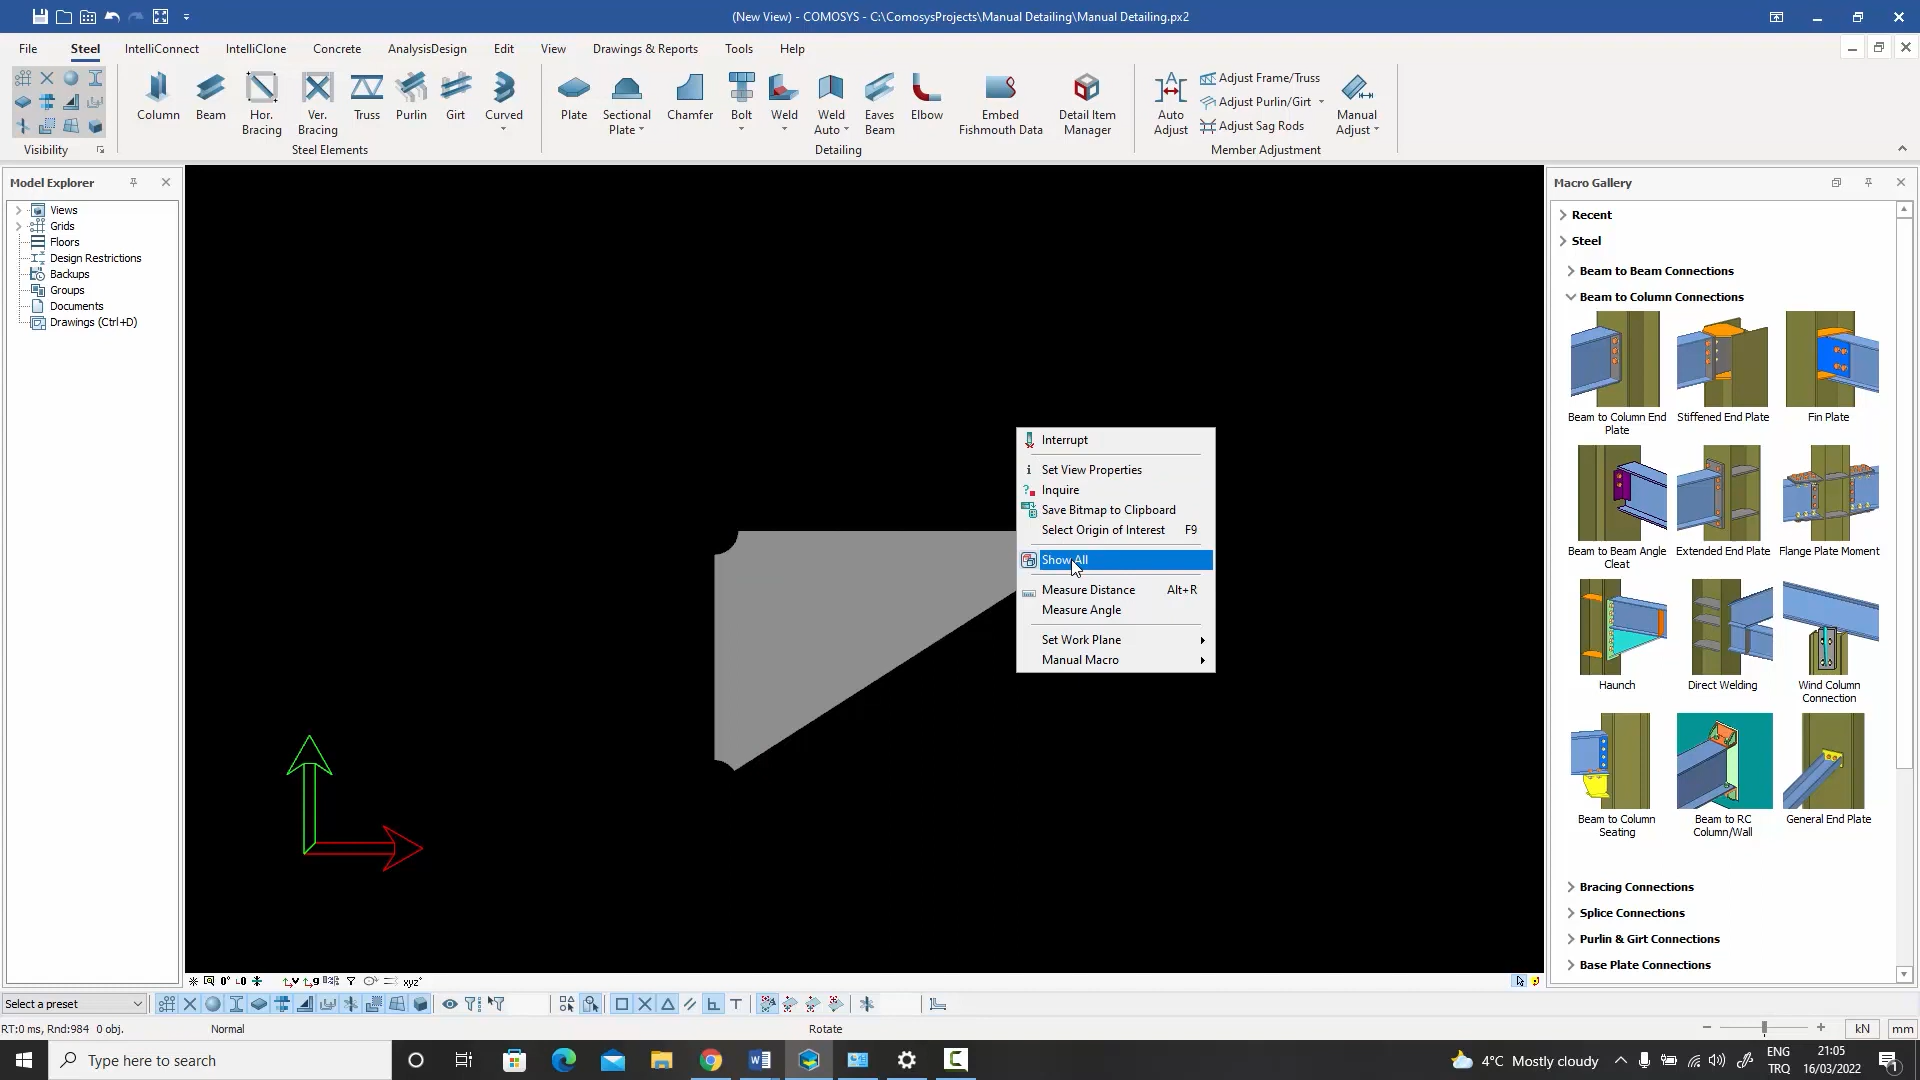 (New View) - COMOSYS - C:\ComosysProjects\Manual Detailing\Manual Detailing.px2
File
Steel
IntelliConnect
IntelliClone
Concrete
AnalysisDesign
Edit
View
Drawings & Reports
Tools
Help
Visibility
Column
Beam
Hor. Bracing
Ver. Bracing
Truss
Purlin
Girt
Curved
Steel Elements
Plate
Sectional Plate
Chamfer
Bolt
Weld
Weld Auto
Eaves Beam
Elbow
Embed Fishmouth Data
Detail Item Manager
Detailing
Auto Adjust
Adjust Frame/Truss
Adjust Purlin/Girt
Adjust Sag Rods
Manual Adjust
Member Adjustment
Model Explorer
Views
Grids
Floors
Design Restrictions
Backups
Groups
Documents
Drawings (Ctrl+D)
Interrupt
Set View Properties
Inquire
Save Bitmap to Clipboard
Select Origin of Interest F9
Show All
Measure Distance Alt+R
Measure Angle
Set Work Plane
Manual Macro
Macro Gallery
Recent
Steel
Beam to Beam Connections
Beam to Column Connections
Beam to Column End Plate
Stiffened End Plate
Fin Plate
Beam to Beam Angle Cleat
Extended End Plate
Flange Plate Moment
Haunch
Direct Welding
Wind Column Connection
Beam to Column Seating
Beam to RC Column/Wall
General End Plate
Bracing Connections
Splice Connections
Purlin & Girt Connections
Base Plate Connections
xyz
Select a preset
RT:0 ms, Rnd:984 0 obj.
Normal
Rotate
kN
mm
Type here to search
4°C Mostly cloudy
ENG
TRQ
21:05
16/03/2022
1